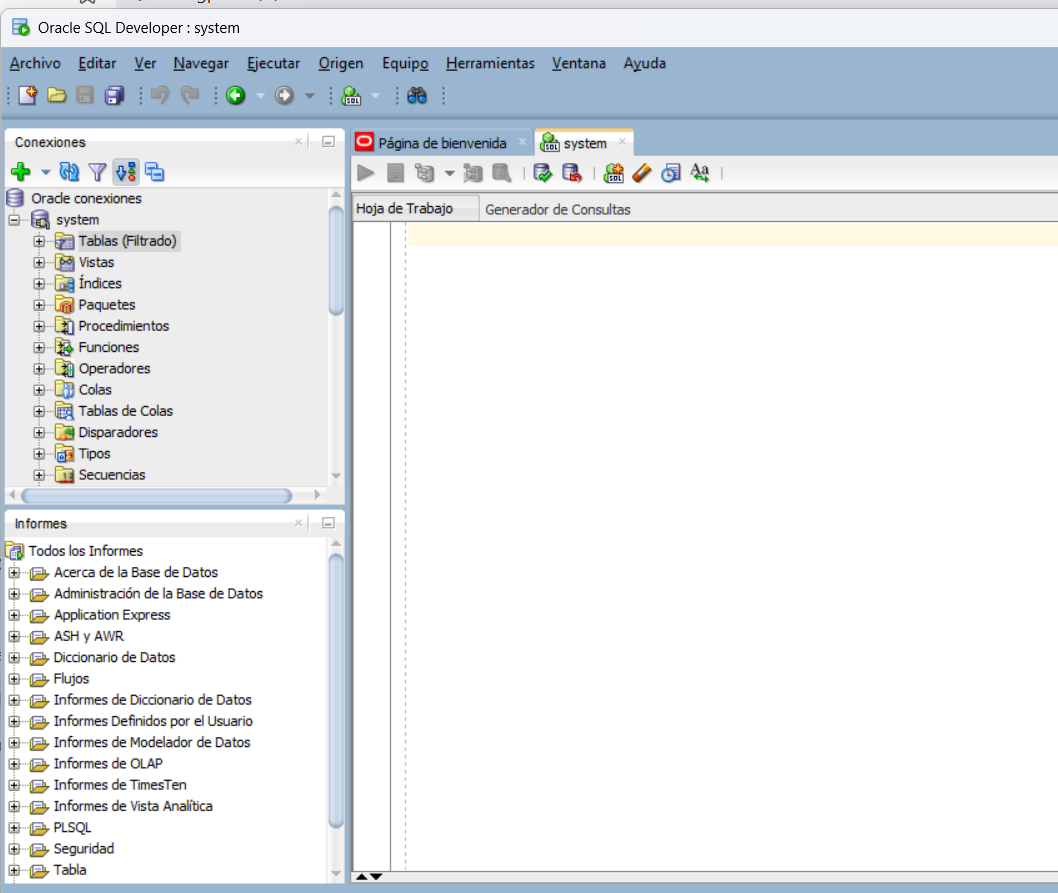 Oracle SQL Developer : system
Archivo Editar Ver Navegar Ejecutar Origen Equipo Herramientas Ventana Ayuda
Conexiones
Oracle conexiones
system
Tablas (Filtrado)
Vistas
Índices
Paquetes
Procedimientos
Funciones
Operadores
Colas
Tablas de Colas
Disparadores
Tipos
Secuencias
Informes
Todos los Informes
Acerca de la Base de Datos
Administración de la Base de Datos
Application Express
ASH y AWR
Diccionario de Datos
Flujos
Informes de Diccionario de Datos
Informes Definidos por el Usuario
Informes de Modelador de Datos
Informes de OLAP
Informes de TimesTen
Informes de Vista Analítica
PLSQL
Seguridad
Tabla
Página de bienvenida system
Hoja de Trabajo Generador de Consultas